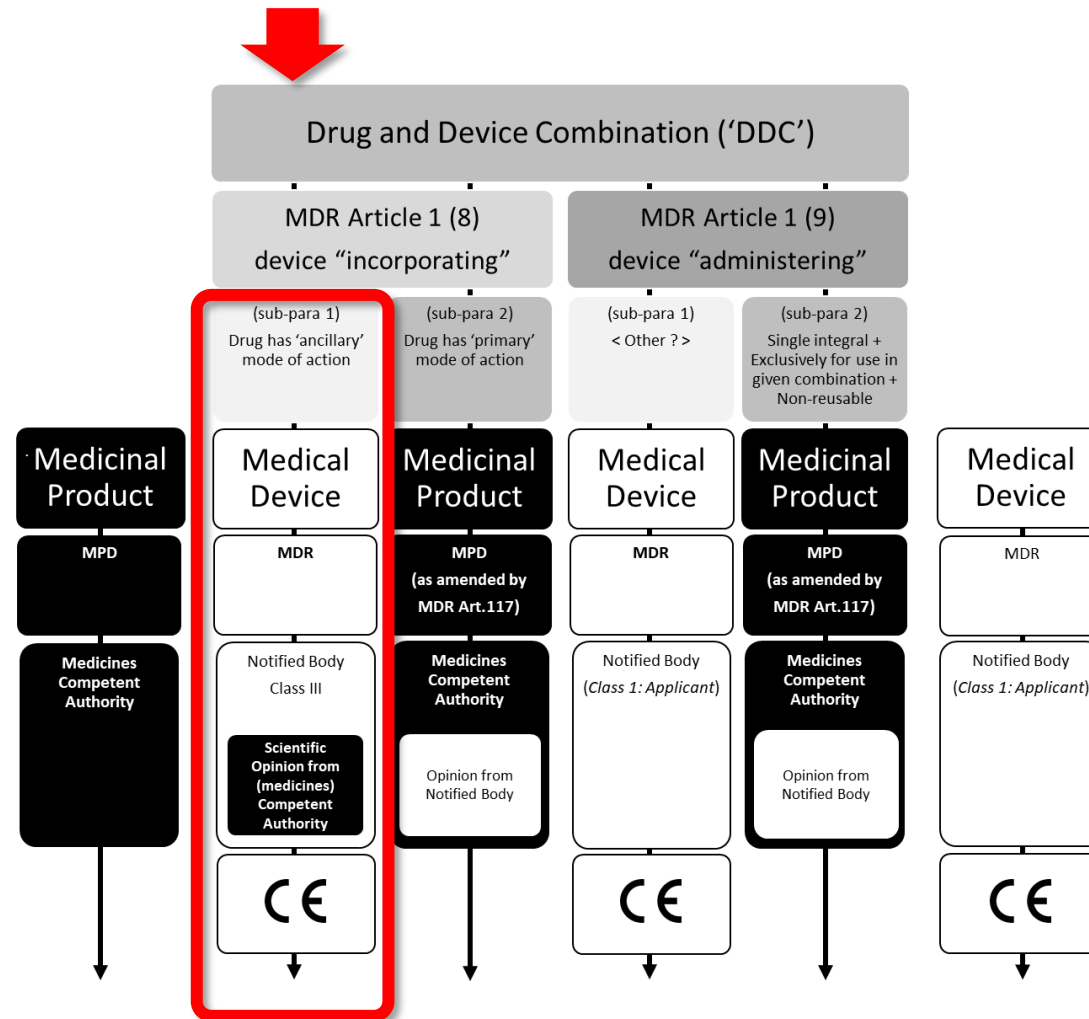 Drug and Device Combination (‘DDC’)
MDR Article 1 (8)
device “incorporating”
MDR Article 1 (9)
device “administering”
(sub-para 1)
Drug has ‘ancillary’
mode of action
(sub-para 2)
Drug has ‘primary’
mode of action
(sub-para 1)
< Other ? >
(sub-para 2)
Single integral +
Exclusively for use in
given combination +
Non-reusable
Medicinal
Product
MPD
Medicines
Competent
Authority
Medical
Device
MDR
Notified Body
Class III
Scientific
Opinion from
(medicines)
Competent
Authority
CE
Medicinal
Product
MPD
(as amended by
MDR Art.117)
Medicines
Competent
Authority
Opinion from
Notified Body
Medical
Device
MDR
Notified Body
(Class 1: Applicant)
CE
Medicinal
Product
MPD
(as amended by
MDR Art.117)
Medicines
Competent
Authority
Opinion from
Notified Body
Medical
Device
MDR
Notified Body
(Class 1: Applicant)
CE